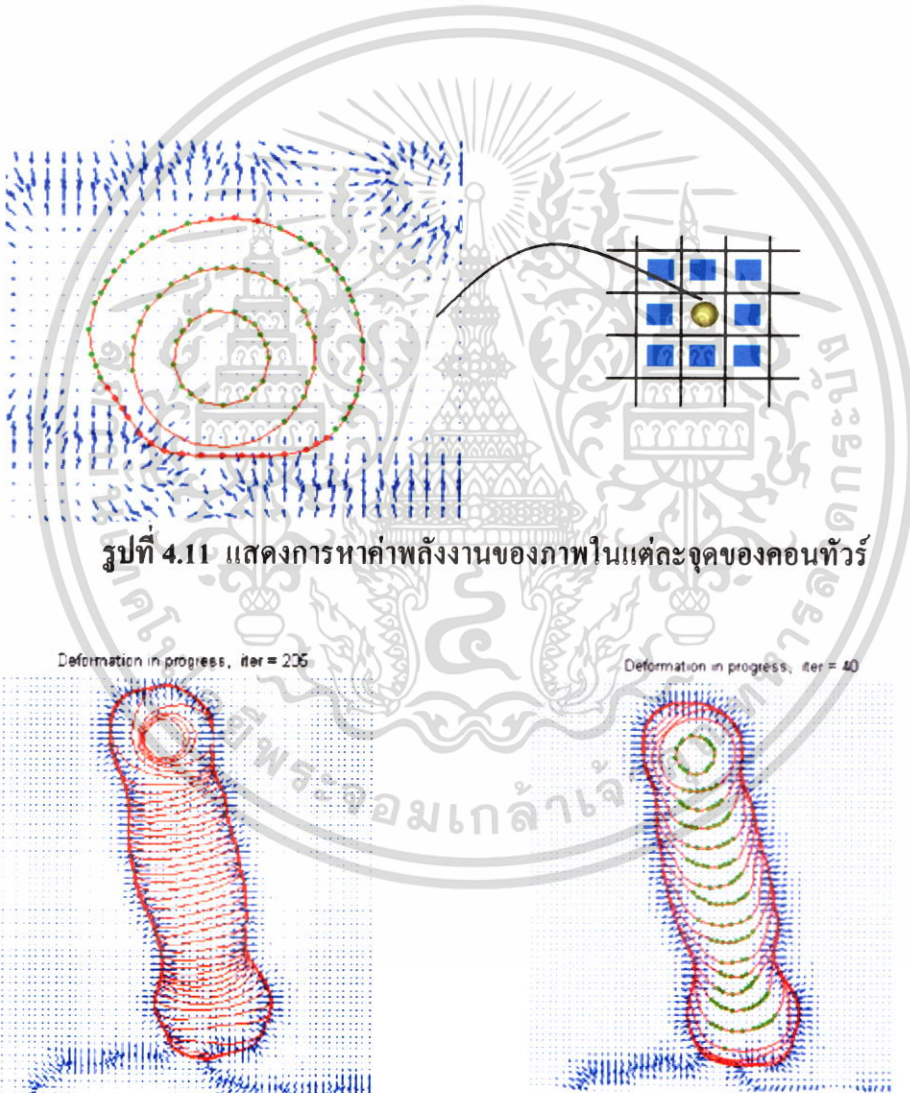 รูปที่ 4.11 แสดงการหาค่าพลังงานของภาพในแต่ละจุดของคอนทัวร์
Deformation in progress, iter = 205
Deformation in progress, iter = 40